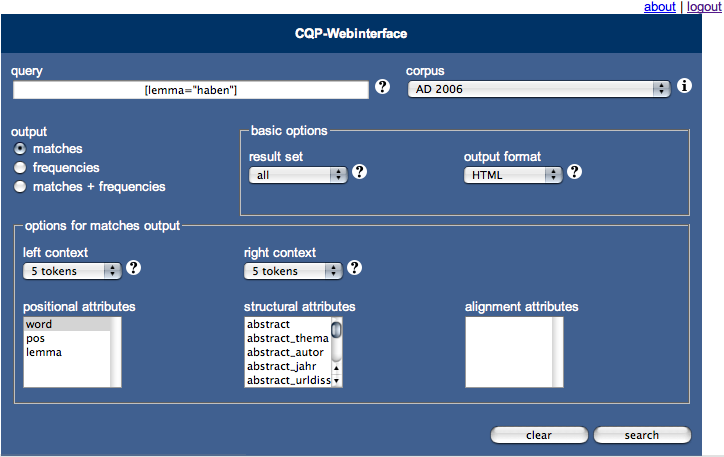 about | logout
CQP-Webinterface
query
corpus
[lemma="haben"] ?
AD 2006 i
output
matches
frequencies
matches + frequencies
basic options
result set
output format
all ?
HTML ?
options for matches output
left context
right context
5 tokens ?
5 tokens ?
positional attributes
structural attributes
alignment attributes
word
pos
lemma
abstract
abstract_thema
abstract_autor
abstract_jahr
abstract_urldiss
clear
search